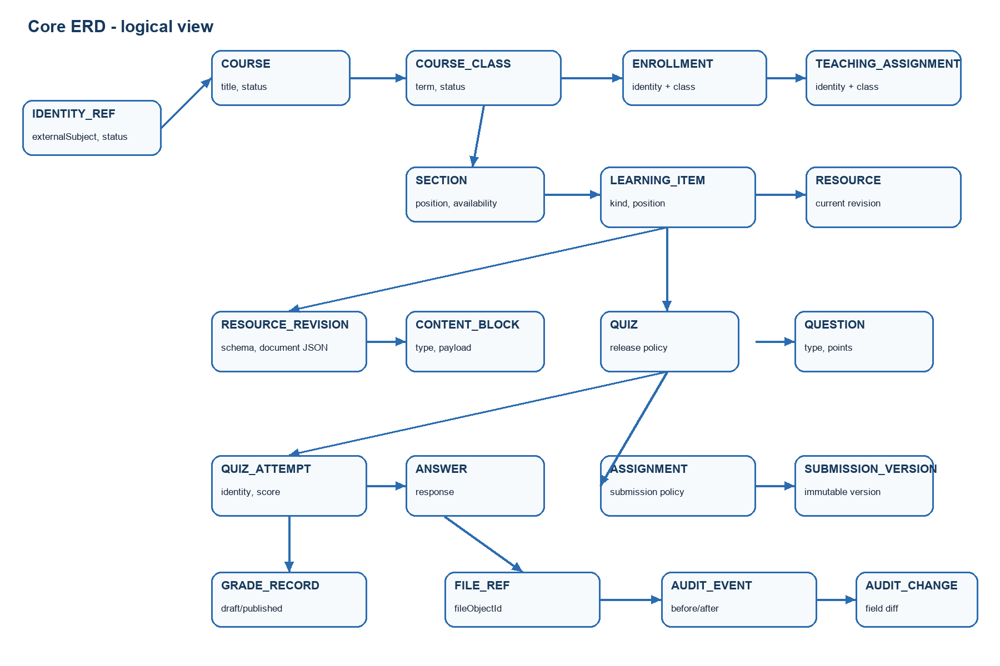 Core ERD - logical view
COURSE
title, status
COURSE_CLASS
term, status
ENROLLMENT
identity + class
TEACHING_ASSIGNMENT
identity + class
IDENTITY_REF
externalSubject, status
SECTION
position, availability
LEARNING_ITEM
kind, position
RESOURCE
current revision
RESOURCE_REVISION
schema, document JSON
CONTENT_BLOCK
type, payload
QUIZ
release policy
QUESTION
type, points
QUIZ_ATTEMPT
identity, score
ANSWER
response
ASSIGNMENT
submission policy
SUBMISSION_VERSION
immutable version
GRADE_RECORD
draft/published
FILE_REF
fileObjectId
AUDIT_EVENT
before/after
AUDIT_CHANGE
field diff